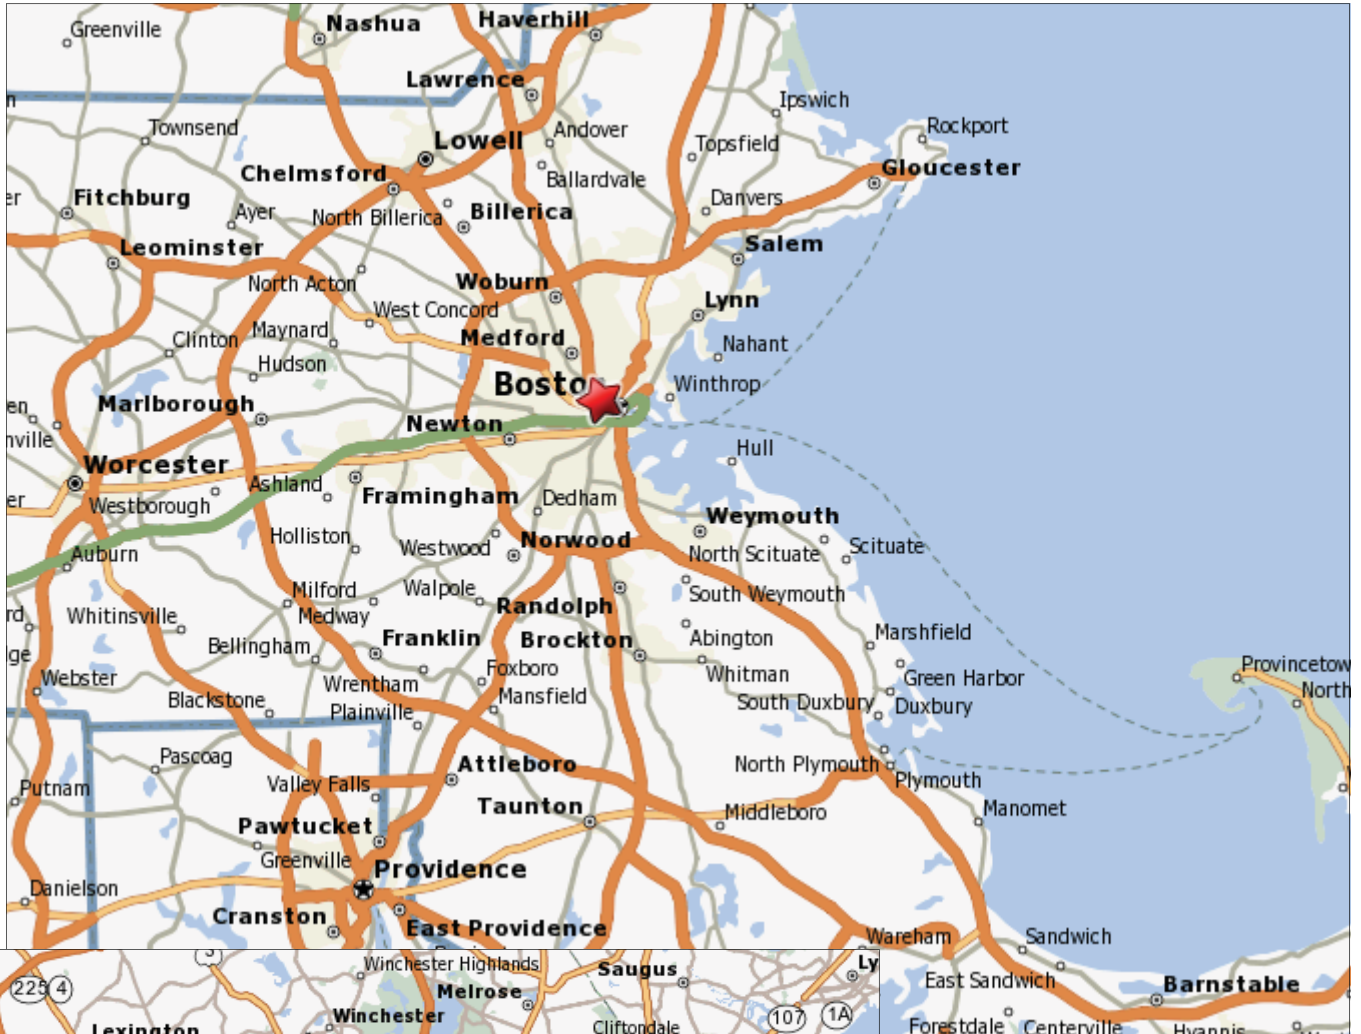 Greenville
Nashua
Haverhill
Lawrence
Ipswich
Townsend
Andover
Rockport
Lowell
Topsfield
Chelmsford
Ballardvale
Gloucester
Fitchburg
Ayer
North Billerica
Billerica
Danvers
Leominster
Salem
North Acton
Woburn
West Concord
Lynn
Clinton
Maynard
Medford
Nahant
Hudson
Boston
Winthrop
Marlborough
Newton
Hull
Worcester
Ashland
Framingham
Dedham
Westborough
Weymouth
Holliston
Westwood
Norwood
North Scituate
Scituate
Auburn
Milford
Walpole
South Weymouth
Whitinsville
Medway
Randolph
Bellingham
Franklin
Brockton
Abington
Marshfield
Webster
Wrentham
Foxboro
Whitman
Green Harbor
Provincetow
North
Blackstone
Plainville
Mansfield
South Duxbury
Duxbury
Pascoag
Attleboro
North Plymouth
Plymouth
Putnam
Valley Falls
Taunton
Middleboro
Manomet
Pawtucket
Greenville
Providence
Danielson
Cranston
East Providence
Wareham
Sandwich
Winchester Highlands
Saugus
Ly
East Sandwich
Barnstable
225
4
Melrose
107
1A
Lexington
Winchester
Cliftondale
Forestdale
Centerville
Hyannis